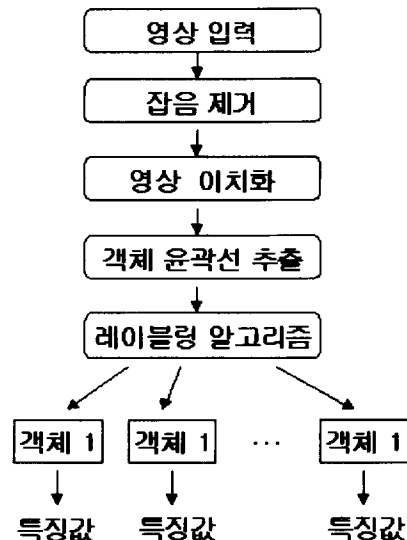 영상 입력
잡음 제거
영상 이치화
객체 윤곽선 추출
레이블링 알고리즘
객체 1 객체 1 ... 객체 1
특징값 특징값 특징값